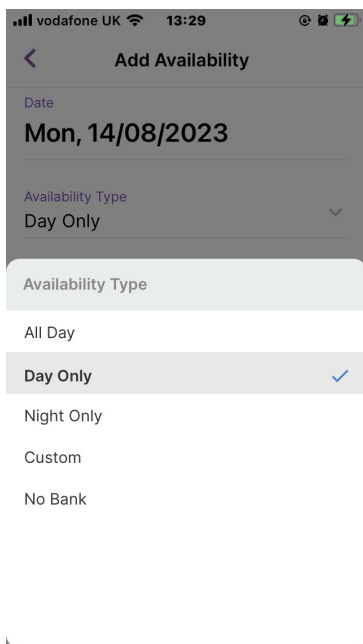 vodafone UK 13:29
Add Availability
Date
Mon, 14/08/2023
Availability Type
Day Only
Availability Type
All Day
Day Only
Night Only
Custom
No Bank